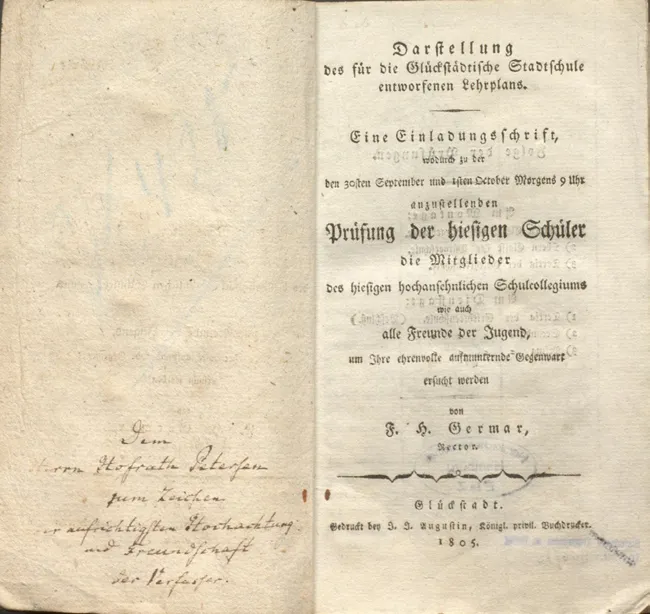 Dem
Herrn Hofrath Petersen
zum Zeichen
der aufrichtigsten Hochachtung
und Freundschaft
der Verfasser.
Darstellung
des für die Glückstädtische Stadtschule
entworfenen Lehrplans.
Eine Einladungsschrift,
wodurch zu der
den 30sten September und 1sten October Morgens 9 Uhr
anzustellenden
Prüfung der hiesigen Schüler
die Mitglieder
des hiesigen hochansehnlichen Schulcollegiums
wie auch
alle Freunde der Jugend,
um Ihre ehrenvolle aufmunternde Gegenwart
ersucht werden
von
F. H. Germar,
Rector.
Glückstadt.
Gedruckt bey J. J. Augustin, Königl. privil. Buchdrucker.
1805.